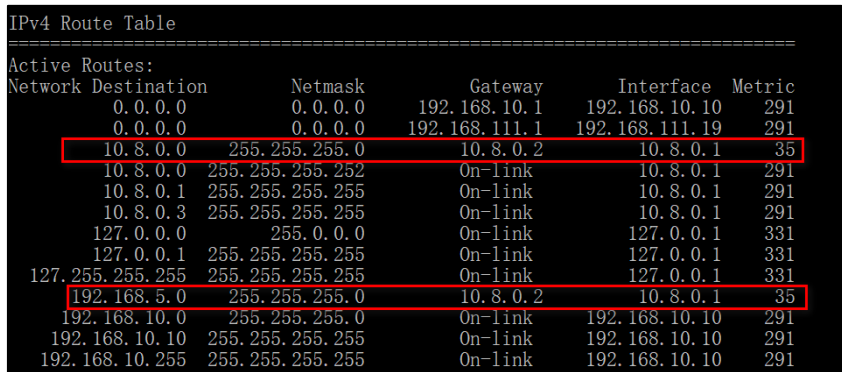 IPv4 Route Table
===========================================================================
Active Routes:
Network Destination Netmask Gateway Interface Metric
0.0.0.0 0.0.0.0 192.168.10.1 192.168.10.10 291
0.0.0.0 0.0.0.0 192.168.111.1 192.168.111.19 291
10.8.0.0 255.255.255.0 10.8.0.2 10.8.0.1 35
10.8.0.0 255.255.255.252 On-link 10.8.0.1 291
10.8.0.1 255.255.255.255 On-link 10.8.0.1 291
10.8.0.3 255.255.255.255 On-link 10.8.0.1 291
127.0.0.0 255.0.0.0 On-link 127.0.0.1 331
127.0.0.1 255.255.255.255 On-link 127.0.0.1 331
127.255.255.255 255.255.255.255 On-link 127.0.0.1 331
192.168.5.0 255.255.255.0 10.8.0.2 10.8.0.1 35
192.168.10.0 255.255.255.0 On-link 192.168.10.10 291
192.168.10.10 255.255.255.255 On-link 192.168.10.10 291
192.168.10.255 255.255.255.255 On-link 192.168.10.10 291